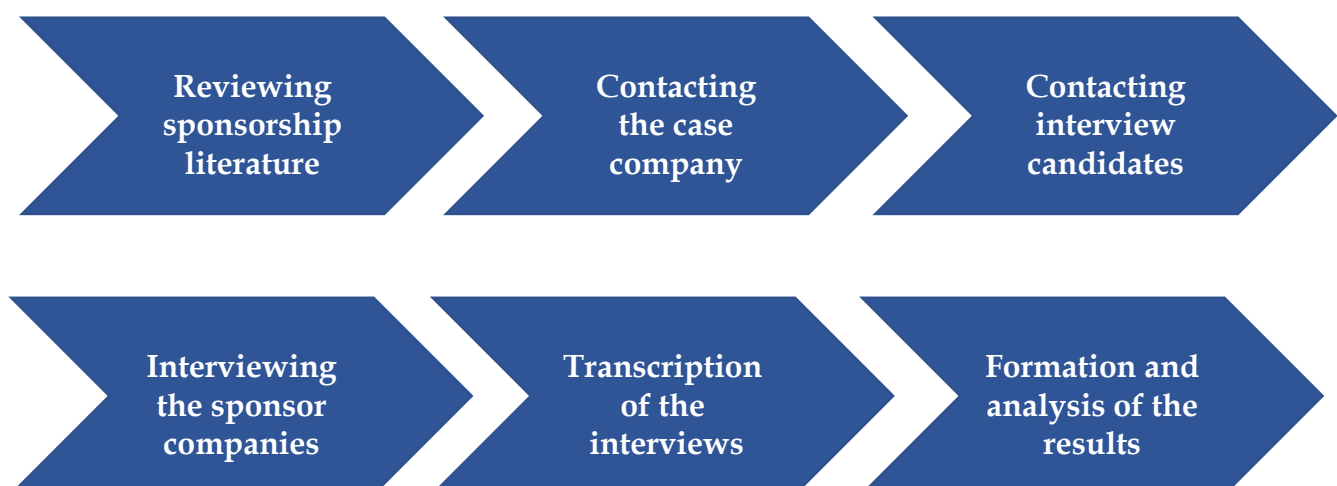 Reviewing
sponsorship
literature
Contacting
the case
company
Contacting
interview
candidates
Interviewing
the sponsor
companies
Transcription
of the
interviews
Formation and
analysis of the
results